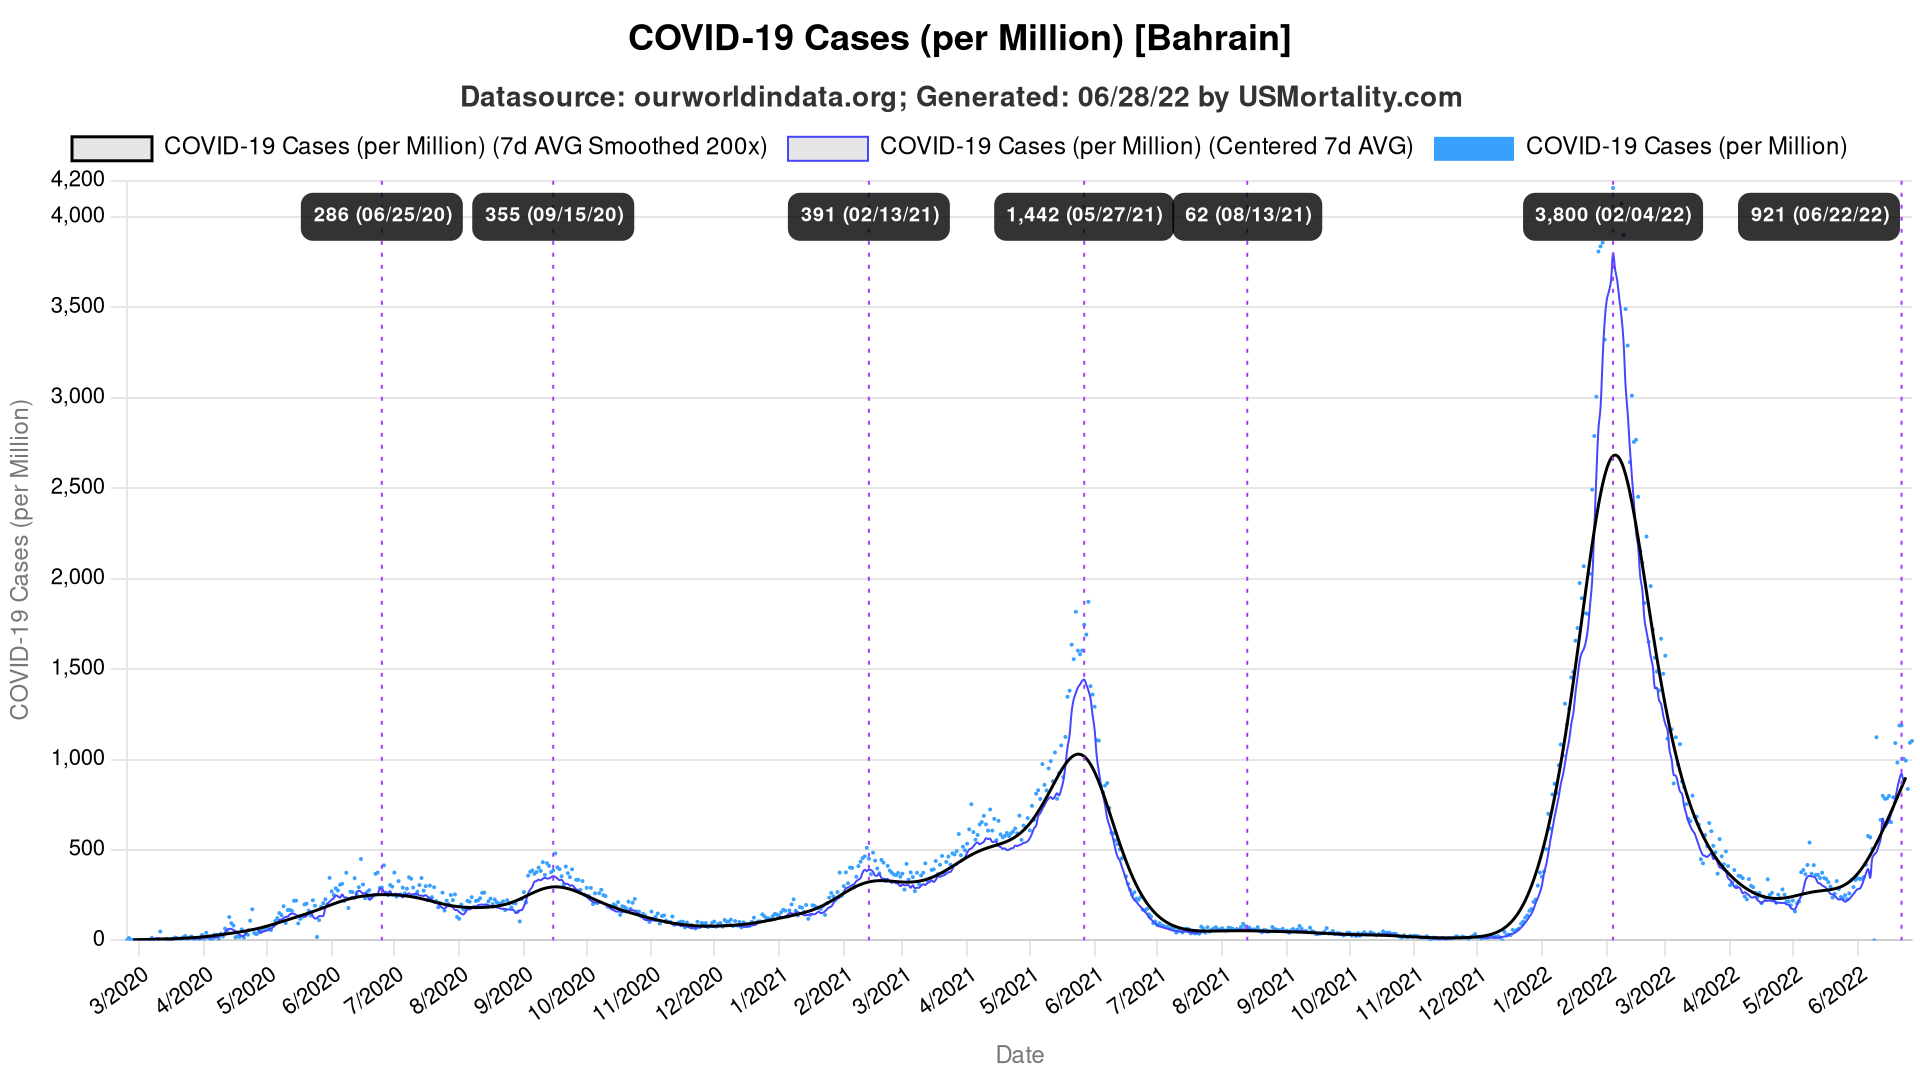 COVID-19 Cases (per Million) [Bahrain]
Datasource: ourworldindata.org; Generated: 06/28/22 by USMortality.com
COVID-19 Cases (per Million) (7d AVG Smoothed 200x) COVID-19 Cases (per Million) (Centered 7d AVG) COVID-19 Cases (per Million)
286 (06/25/20) 355 (09/15/20) 391 (02/13/21) 1,442 (05/27/21) 62 (08/13/21) 3,800 (02/04/22) 921 (06/22/22)
4,200
4,000
3,500
3,000
2,500
2,000
1,500
1,000
500
0
COVID-19 Cases (per Million)
3/2020 4/2020 5/2020 6/2020 7/2020 8/2020 9/2020 10/2020 11/2020 12/2020 1/2021 2/2021 3/2021 4/2021 5/2021 6/2021 7/2021 8/2021 9/2021 10/2021 11/2021 12/2021 1/2022 2/2022 3/2022 4/2022 5/2022 6/2022
Date